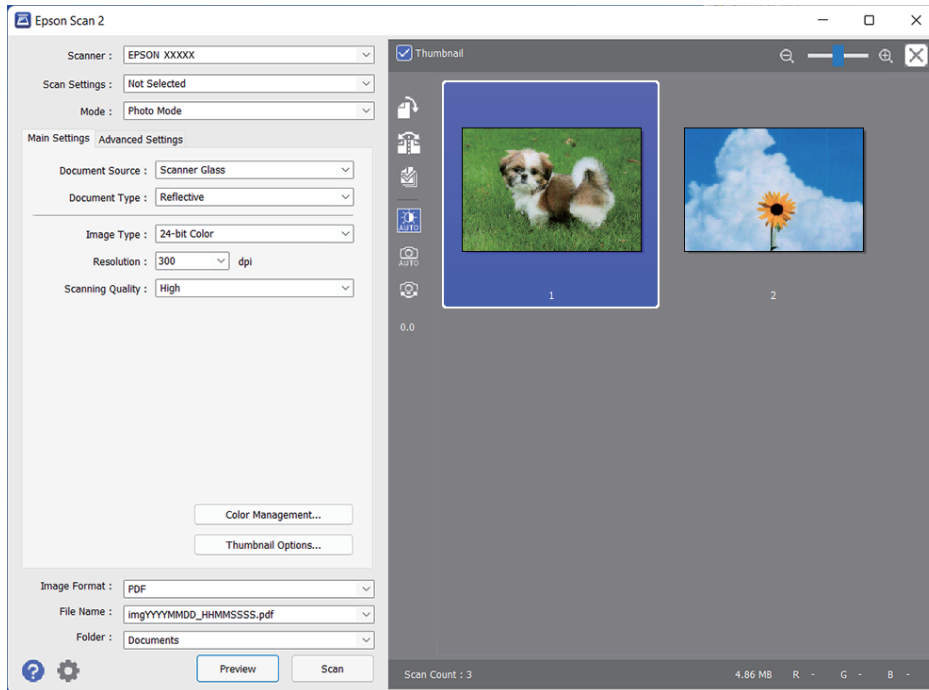 Epson Scan 2
Scanner : EPSON XXXXX
Scan Settings : Not Selected
Mode : Photo Mode
Main Settings Advanced Settings
Document Source : Scanner Glass
Document Type : Reflective
Image Type : 24-bit Color
Resolution : 300 dpi
Scanning Quality : High
Color Management...
Thumbnail Options...
Image Format : PDF
File Name : imgYYYYMMDD_HHMMSSSS.pdf
Folder : Documents
? Preview Scan
Thumbnail
AUTO
AUTO
0.0
1 2
Scan Count : 3 4.86 MB R - G - B -